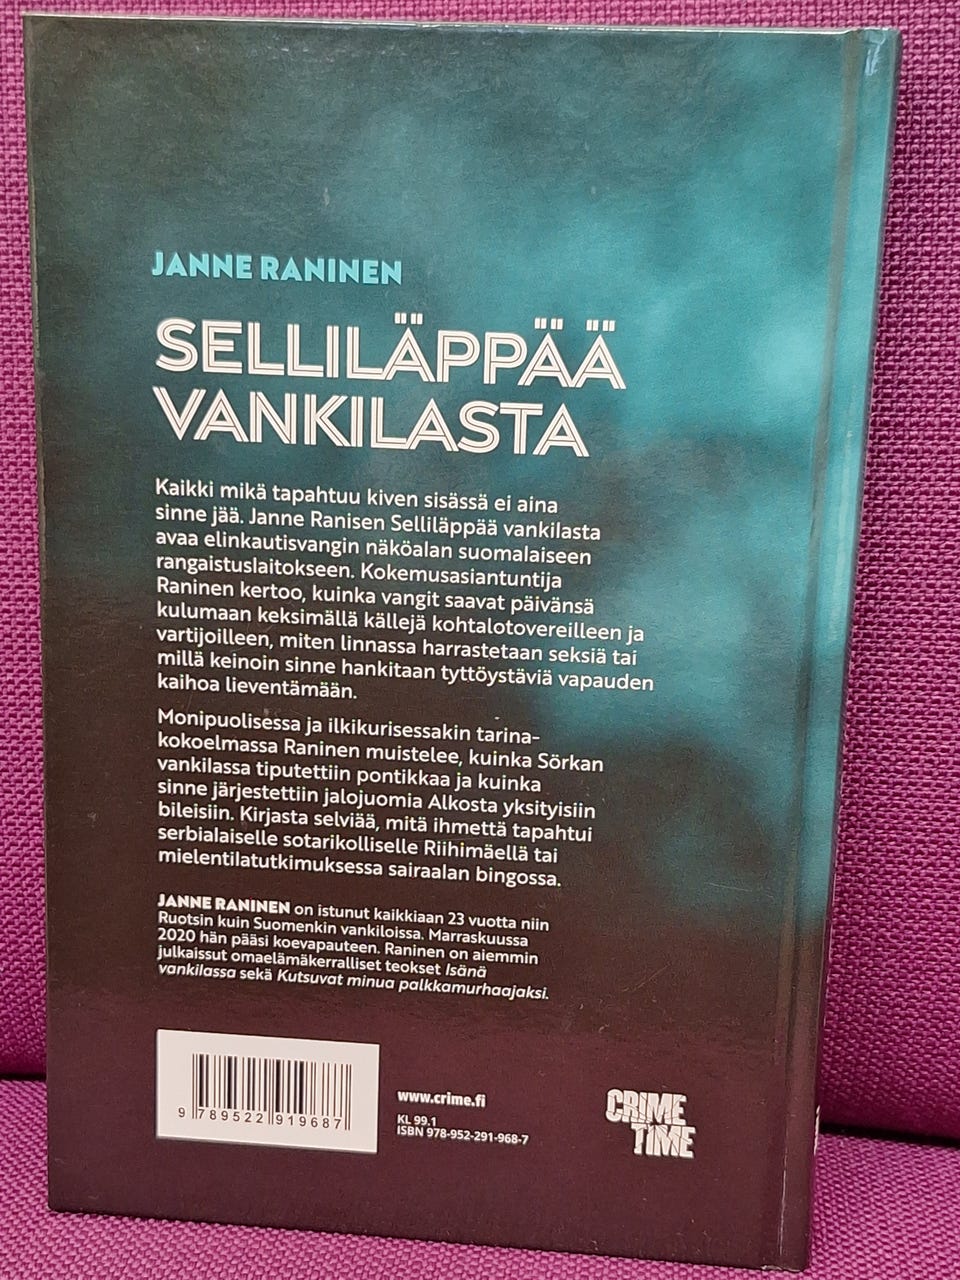 JANNE RANINEN
SELLILÄPPÄÄ
VANKILASTA
Kaikki mikä tapahtuu kiven sisässä ei aina
sinne jää. Janne RanisenSelliläppää vankilasta
avaa elinkautisvangin näköalan suomalaiseen
rangaistuslaitokseen. Kokemusasiantuntija
Raninen kertoo, kuinka vangit saavat päivänsä
kulumaan keksimällä källejä kohtalotovereilleen ja
vartijoilleen, miten linnassa harrastetaan seksiä tai
millä keinoin sinne hankitaan tyttöystäviä vapauden
kaihoa lieventämään.
Monipuolisessa ja ilkikurisessakin tarina-
kokoelmassa Raninen muistelee, kuinka Sörkan
vankilassa tiputettiin pontikkaa ja kuinka
sinne järjestettiin jalojuomia Alkosta yksityisiin
bileisiin. Kirjasta selviää, mitä ihmettä tapahtui
serbialaiselle sotarikolliselle Riihimäellä tai
mielentilatutkimuksessa sairaalan bingossa.
JANNE RANINEN on istunut kaikkiaan 23 vuotta niin
Ruotsin kuin Suomenkin vankiloissa. Marraskuussa
2020 hän pääsi koevapauteen. Raninen on aiemmin
julkaissut omaelämäkerralliset teokset Isänä
vankilassa sekä Kutsuvat minua palkkamurhaajaksi.
9 789522 919687
www.crime.fi
KL 99.1
ISBN 978-952-291-968-7
CRIME
TIME